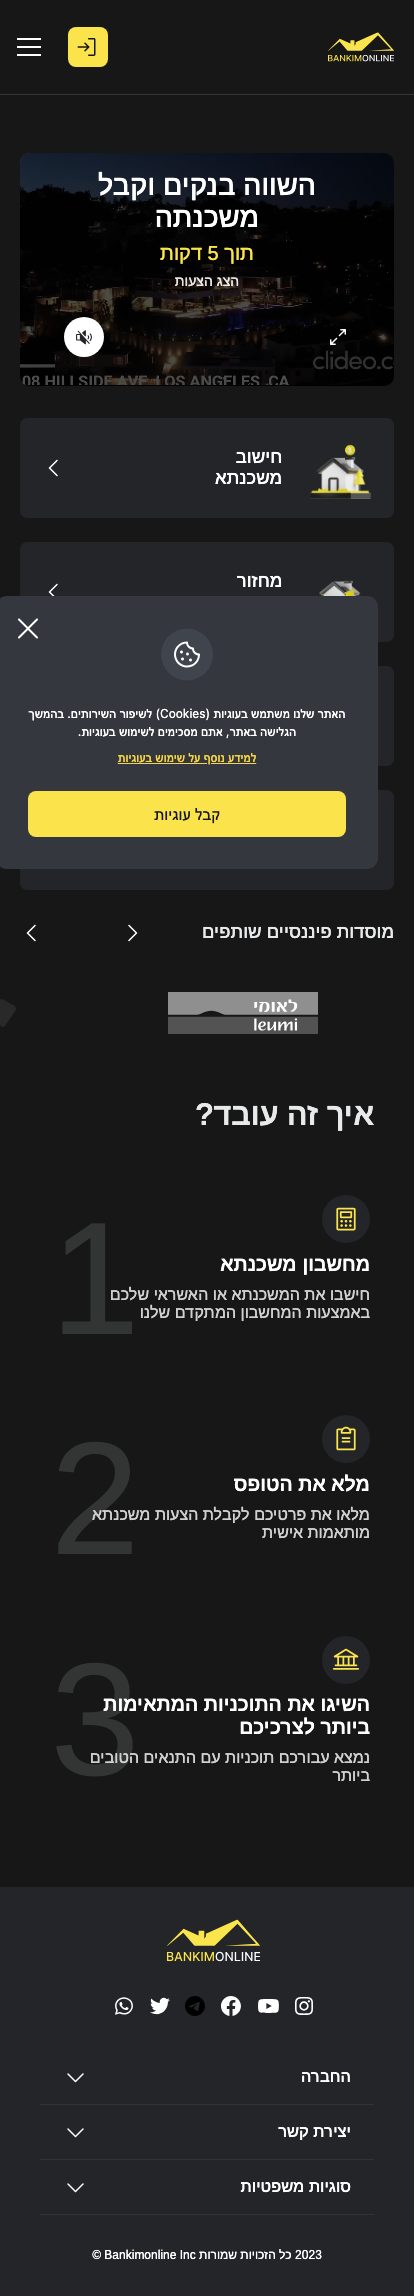 BANKIMONLINE
השווה בנקים וקבל
משכנתה
תוך 5 דקות
הצג הצעות
clideo.c
08 HILLSIDE AVE, LOS ANGELES, CA
חישוב
משכנתא
מחזור
האתר שלנו משתמש בעוגיות (Cookies) לשיפור השירותים. בהמשך
הגלישה באתר, אתם מסכימים לשימוש בעוגיות.
למידע נוסף על שימוש בעוגיות
קבל עוגיות
מוסדות פיננסיים שותפים
לאומי
leumi
איך זה עובד?
1
מחשבון משכנתא
חישבו את המשכנתא או האשראי שלכם
באמצעות המחשבון המתקדם שלנו
2
מלא את הטופס
מלאו את פרטיכם לקבלת הצעות משכנתא
מותאמות אישית
3
השיגו את התוכניות המתאימות
ביותר לצרכיכם
נמצא עבורכם תוכניות עם התנאים הטובים
ביותר
BANKIMONLINE
החברה
יצירת קשר
סוגיות משפטיות
2023 כל הזכויות שמורות Bankimonline Inc ©